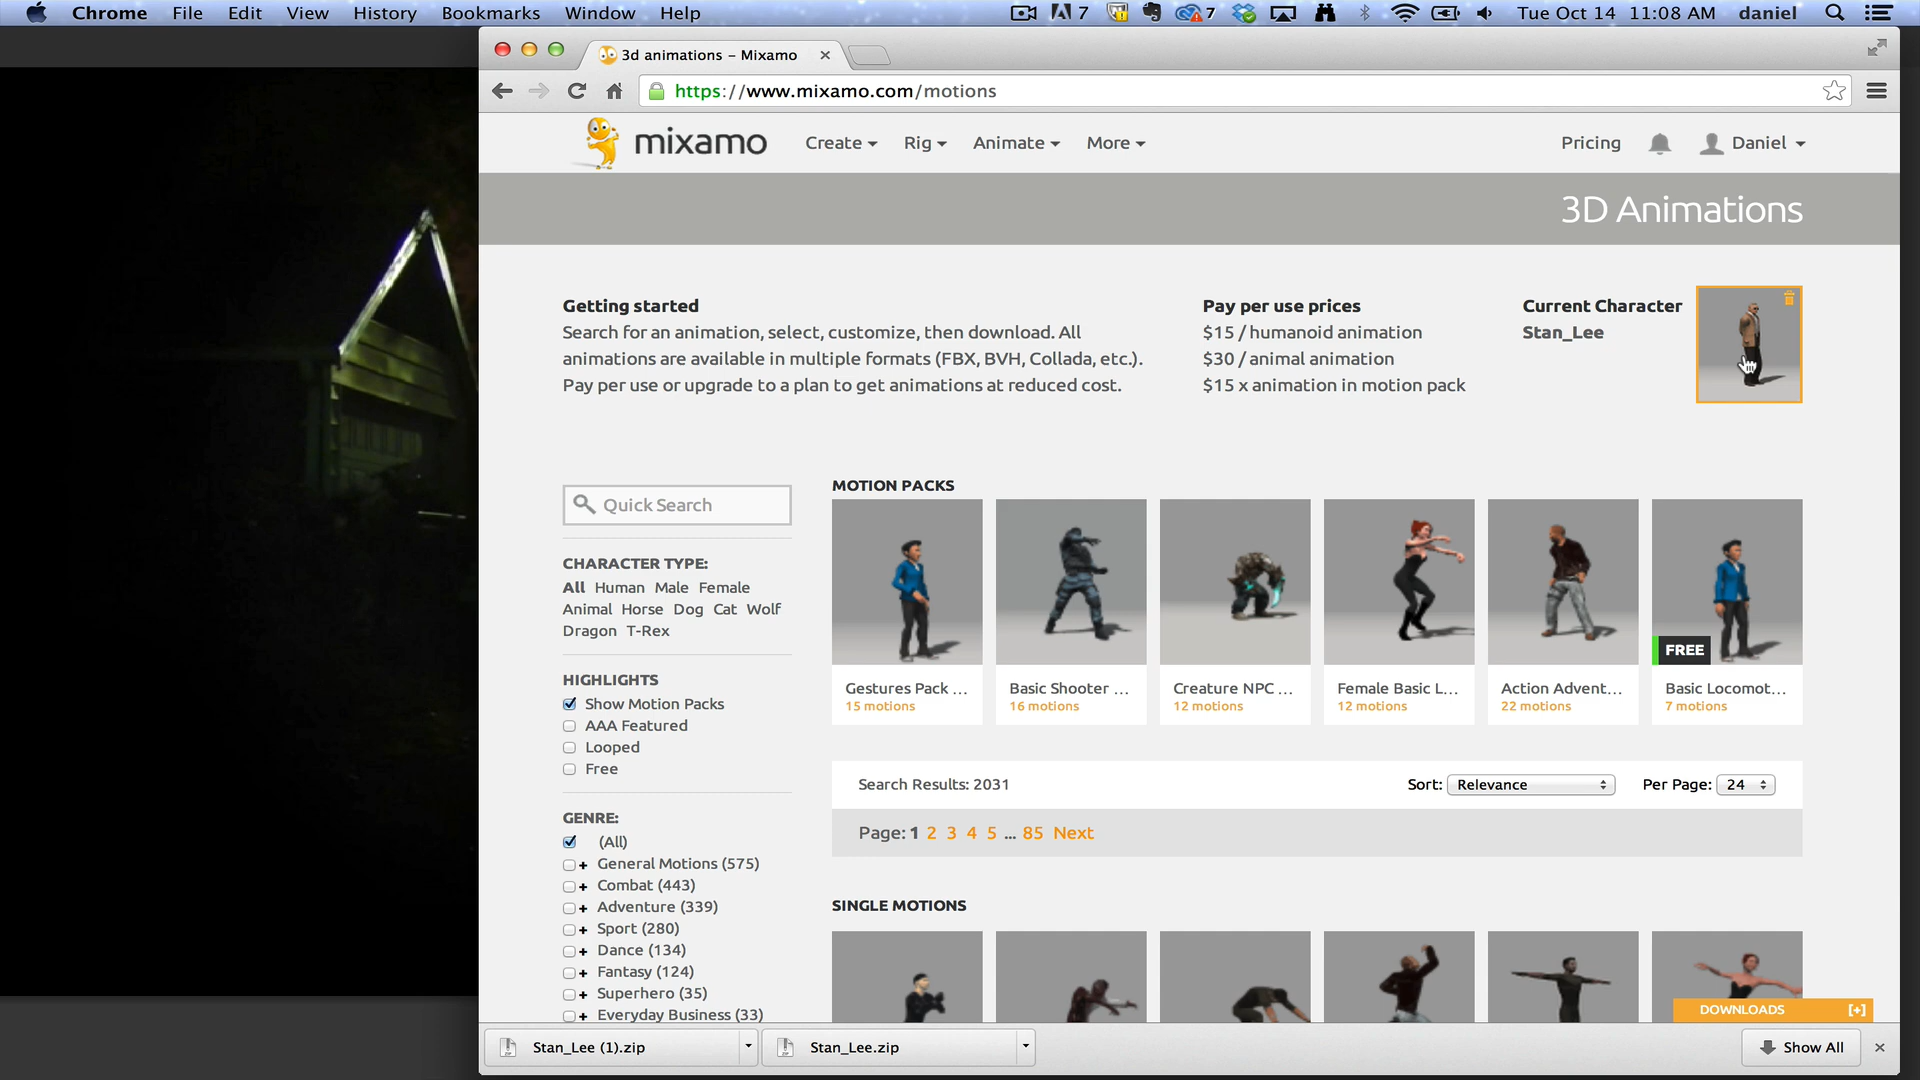 Chrome File Edit View History Bookmarks Window Help 7 7 Tue Oct 14 11:08 AM daniel
3d animations – Mixamo
https://www.mixamo.com/motions
mixamo Create Rig Animate More Pricing Daniel
3D Animations
Getting started
Search for an animation, select, customize, then download. All
animations are available in multiple formats (FBX, BVH, Collada, etc.).
Pay per use or upgrade to a plan to get animations at reduced cost.
Pay per use prices
$15 / humanoid animation
$30 / animal animation
$15 x animation in motion pack
Current Character
Stan_Lee
Quick Search
CHARACTER TYPE:
All Human Male Female
Animal Horse Dog Cat Wolf
Dragon T-Rex
HIGHLIGHTS
Show Motion Packs
AAA Featured
Looped
Free
GENRE:
(All)
+ General Motions (575)
+ Combat (443)
+ Adventure (339)
+ Sport (280)
+ Dance (134)
+ Fantasy (124)
+ Superhero (35)
+ Everyday Business (33)
MOTION PACKS
FREE
Gestures Pack ... Basic Shooter ... Creature NPC ... Female Basic L... Action Advent... Basic Locomot...
15 motions 16 motions 12 motions 12 motions 22 motions 7 motions
Search Results: 2031 Sort: Relevance Per Page: 24
Page: 1 2 3 4 5 ... 85 Next
SINGLE MOTIONS
DOWNLOADS [+]
Stan_Lee (1).zip Stan_Lee.zip Show All